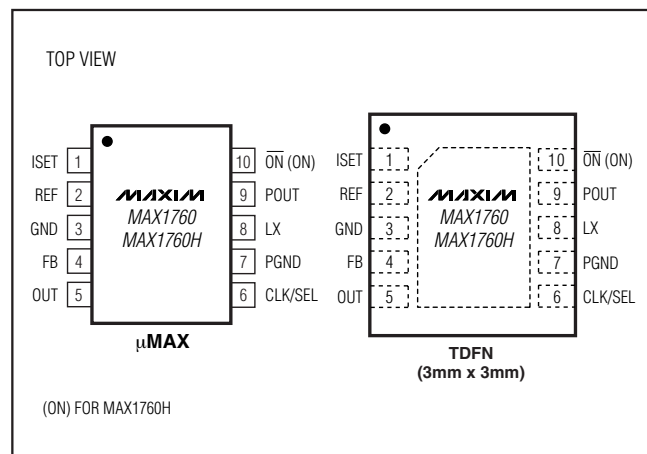 TOP VIEW
ISET 1
REF 2
GND 3
FB 4
OUT 5
MAXIM
MAX1760
MAX1760H
10 O̅N̅ (ON)
9 POUT
8 LX
7 PGND
6 CLK/SEL
µMAX
ISET 1
REF 2
GND 3
FB 4
OUT 5
MAXIM
MAX1760
MAX1760H
10 O̅N̅ (ON)
9 POUT
8 LX
7 PGND
6 CLK/SEL
TDFN
(3mm x 3mm)
(ON) FOR MAX1760H